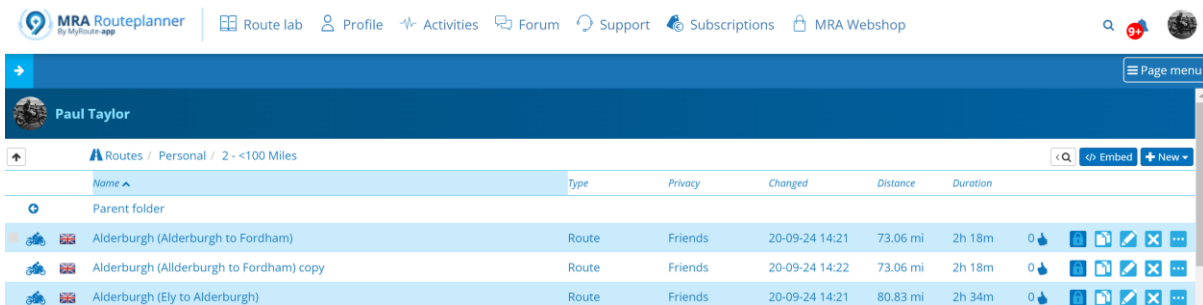 MRA Routeplanner Route lab Profile Activities Forum Support Subscriptions MRA Webshop 9+
By MyRoute-app
Page menu
Paul Taylor
Routes / Personal / 2 - <100 Miles < Embed New
Name Type Privacy Changed Distance Duration
Parent folder
Alderburgh (Alderburgh to Fordham) Route Friends 20-09-24 14:21 73.06 mi 2h 18m 0
Alderburgh (Allderburgh to Fordham) copy Route Friends 20-09-24 14:22 73.06 mi 2h 18m 0
Alderburgh (Ely to Alderburgh) Route Friends 20-09-24 14:21 80.83 mi 2h 34m 0